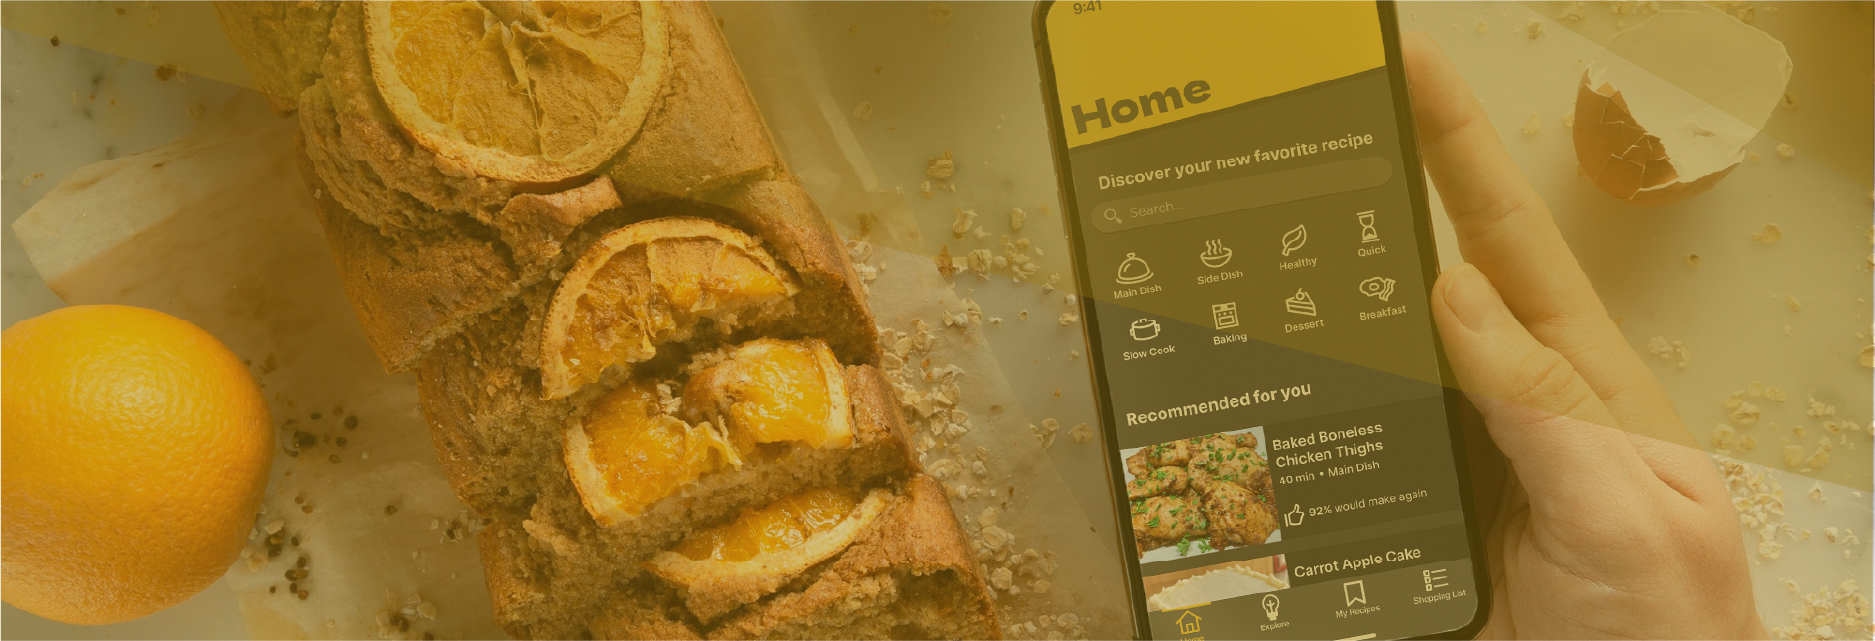 9:41
Home
Discover your new favorite recipe
Search...
Main Dish
Side Dish
Healthy
Quick
Slow Cook
Baking
Dessert
Breakfast
Recommended for you
Baked Boneless
Chicken Thighs
40 min • Main Dish
92% would make again
Carrot Apple Cake
Home
Explore
My Recipes
Shopping List